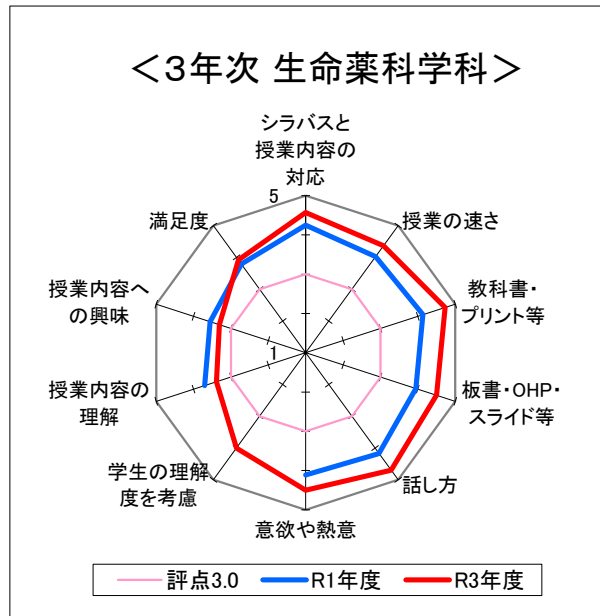 ＜3年次 生命薬科学科＞
シラバスと
授業内容の
対応
5
満足度
授業の速さ
授業内容へ
の興味
教科書・
プリント等
1
授業内容の
理解
板書・OHP・
スライド等
学生の理解
度を考慮
話し方
意欲や熱意
評点3.0
R1年度
R3年度